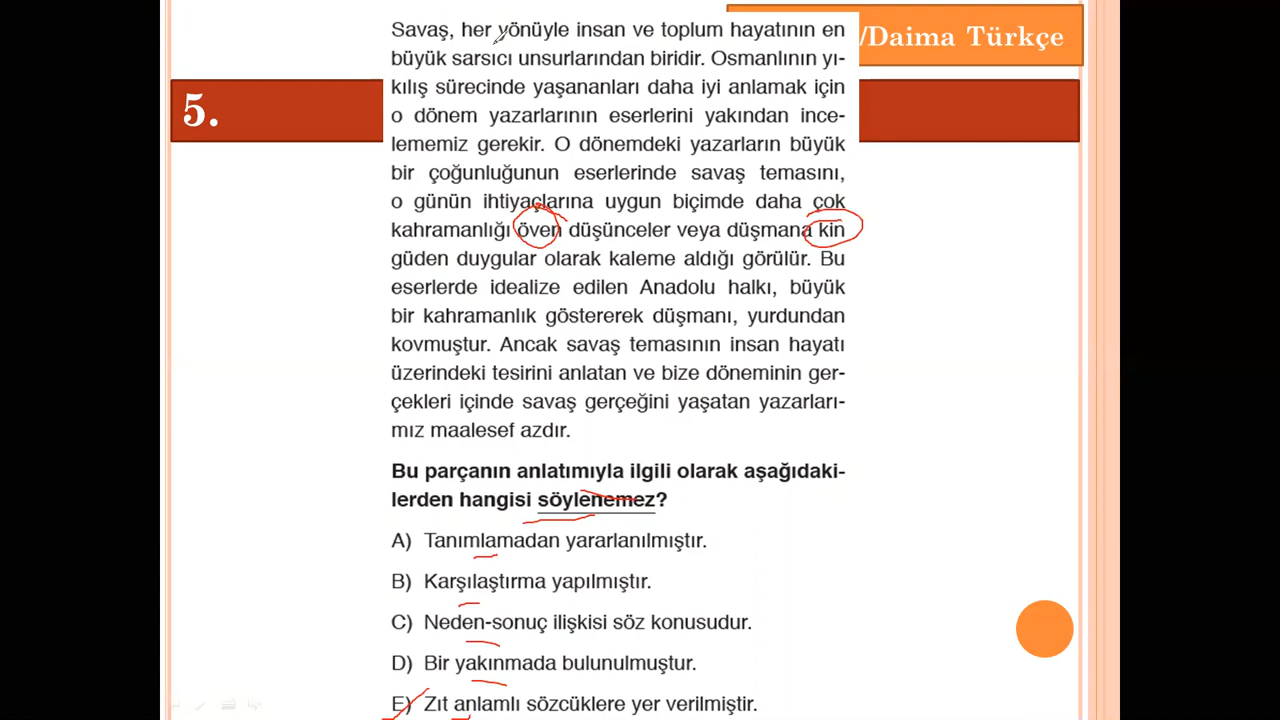 /Daima Türkçe
5.
Savaş, her yönüyle insan ve toplum hayatının en
büyük sarsıcı unsurlarından biridir. Osmanlının yı-
kılış sürecinde yaşananları daha iyi anlamak için
o dönem yazarlarının eserlerini yakından ince-
lememiz gerekir. O dönemdeki yazarların büyük
bir çoğunluğunun eserlerinde savaş temasını,
o günün ihtiyaçlarına uygun biçimde daha çok
kahramanlığı öven düşünceler veya düşmana kin
güden duygular olarak kaleme aldığı görülür. Bu
eserlerde idealize edilen Anadolu halkı, büyük
bir kahramanlık göstererek düşmanı, yurdundan
kovmuştur. Ancak savaş temasının insan hayatı
üzerindeki tesirini anlatan ve bize döneminin ger-
çekleri içinde savaş gerçeğini yaşatan yazarları-
mız maalesef azdır.
Bu parçanın anlatımıyla ilgili olarak aşağıdaki-
lerden hangisi söylenemez?
A) Tanımlamadan yararlanılmıştır.
B) Karşılaştırma yapılmıştır.
C) Neden-sonuç ilişkisi söz konusudur.
D) Bir yakınmada bulunulmuştur.
E) Zıt anlamlı sözcüklere yer verilmiştir.